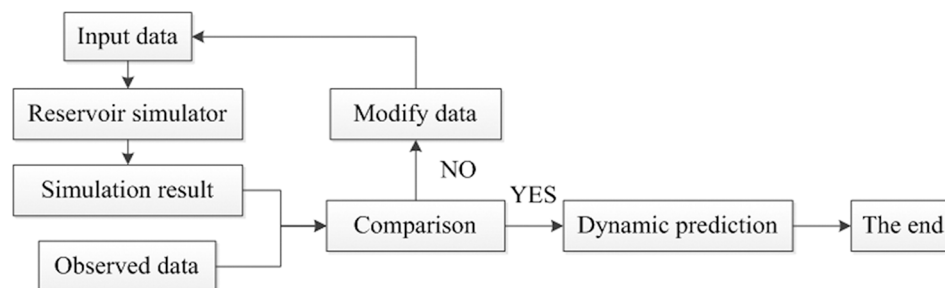 Input data
Reservoir simulator
Modify data
NO
Simulation result
YES
Comparison
Dynamic prediction
The end
Observed data